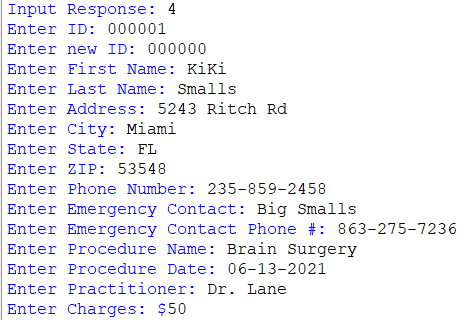 Input Response: 4
Enter ID: 000001
Enter new ID: 000000
Enter First Name: KiKi
Enter Last Name: Smalls
Enter Address: 5243 Ritch Rd
Enter City: Miami
Enter State: FL
Enter ZIP: 53548
Enter Phone Number: 235-859-2458
Enter Emergency Contact: Big Smalls
Enter Emergency Contact Phone #: 863-275-7236
Enter Procedure Name: Brain Surgery
Enter Procedure Date: 06-13-2021
Enter Practitioner: Dr. Lane
Enter Charges: $50